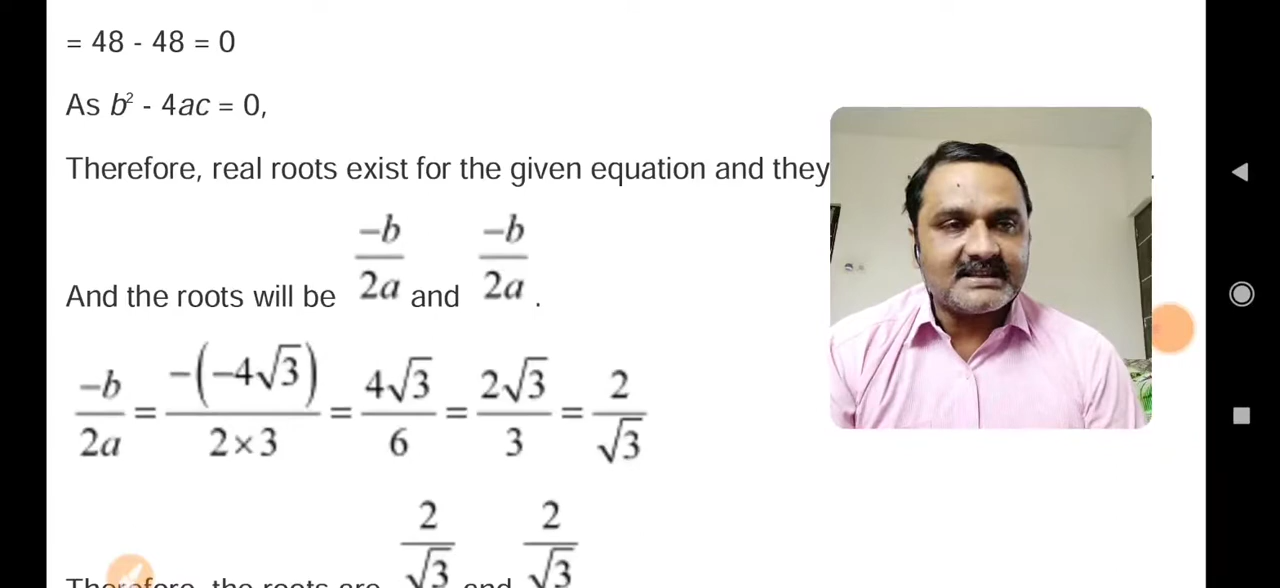 = 48 - 48 = 0
As b² - 4ac = 0,
Therefore, real roots exist for the given equation and they
And the roots will be −b/2a and −b/2a .
−b/2a = −(−4√3)/2×3 = 4√3/6 = 2√3/3 = 2/√3
Therefore, the roots are 2/√3 and 2/√3